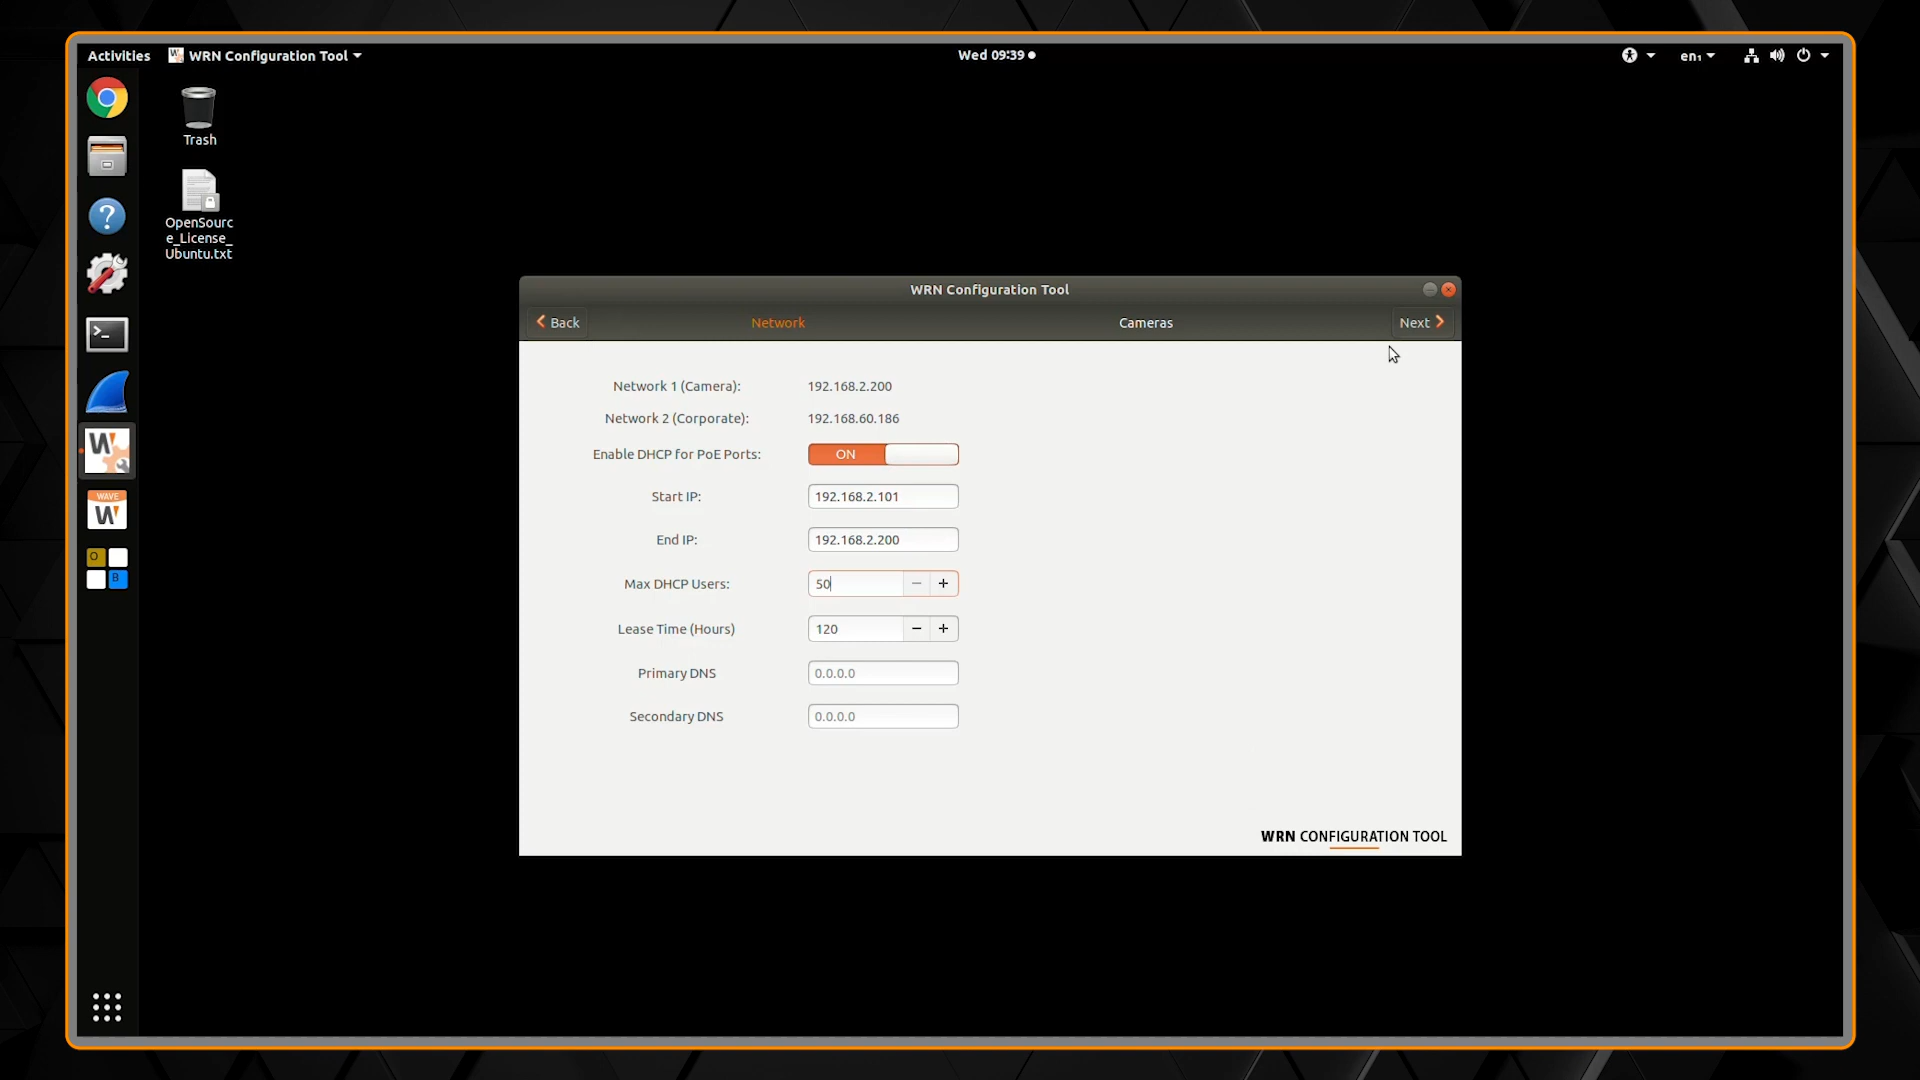 Activities
WRN Configuration Tool
Wed 09:39
en₁
Trash
OpenSourc
e_License_
Ubuntu.txt
WAVE
W
O
B
WRN Configuration Tool
Back
Network
Cameras
Next
Network 1 (Camera):
192.168.2.200
Network 2 (Corporate):
192.168.60.186
Enable DHCP for PoE Ports:
ON
Start IP:
192.168.2.101
End IP:
192.168.2.200
Max DHCP Users:
50
Lease Time (Hours)
120
Primary DNS
0.0.0.0
Secondary DNS
0.0.0.0
WRN CONFIGURATION TOOL